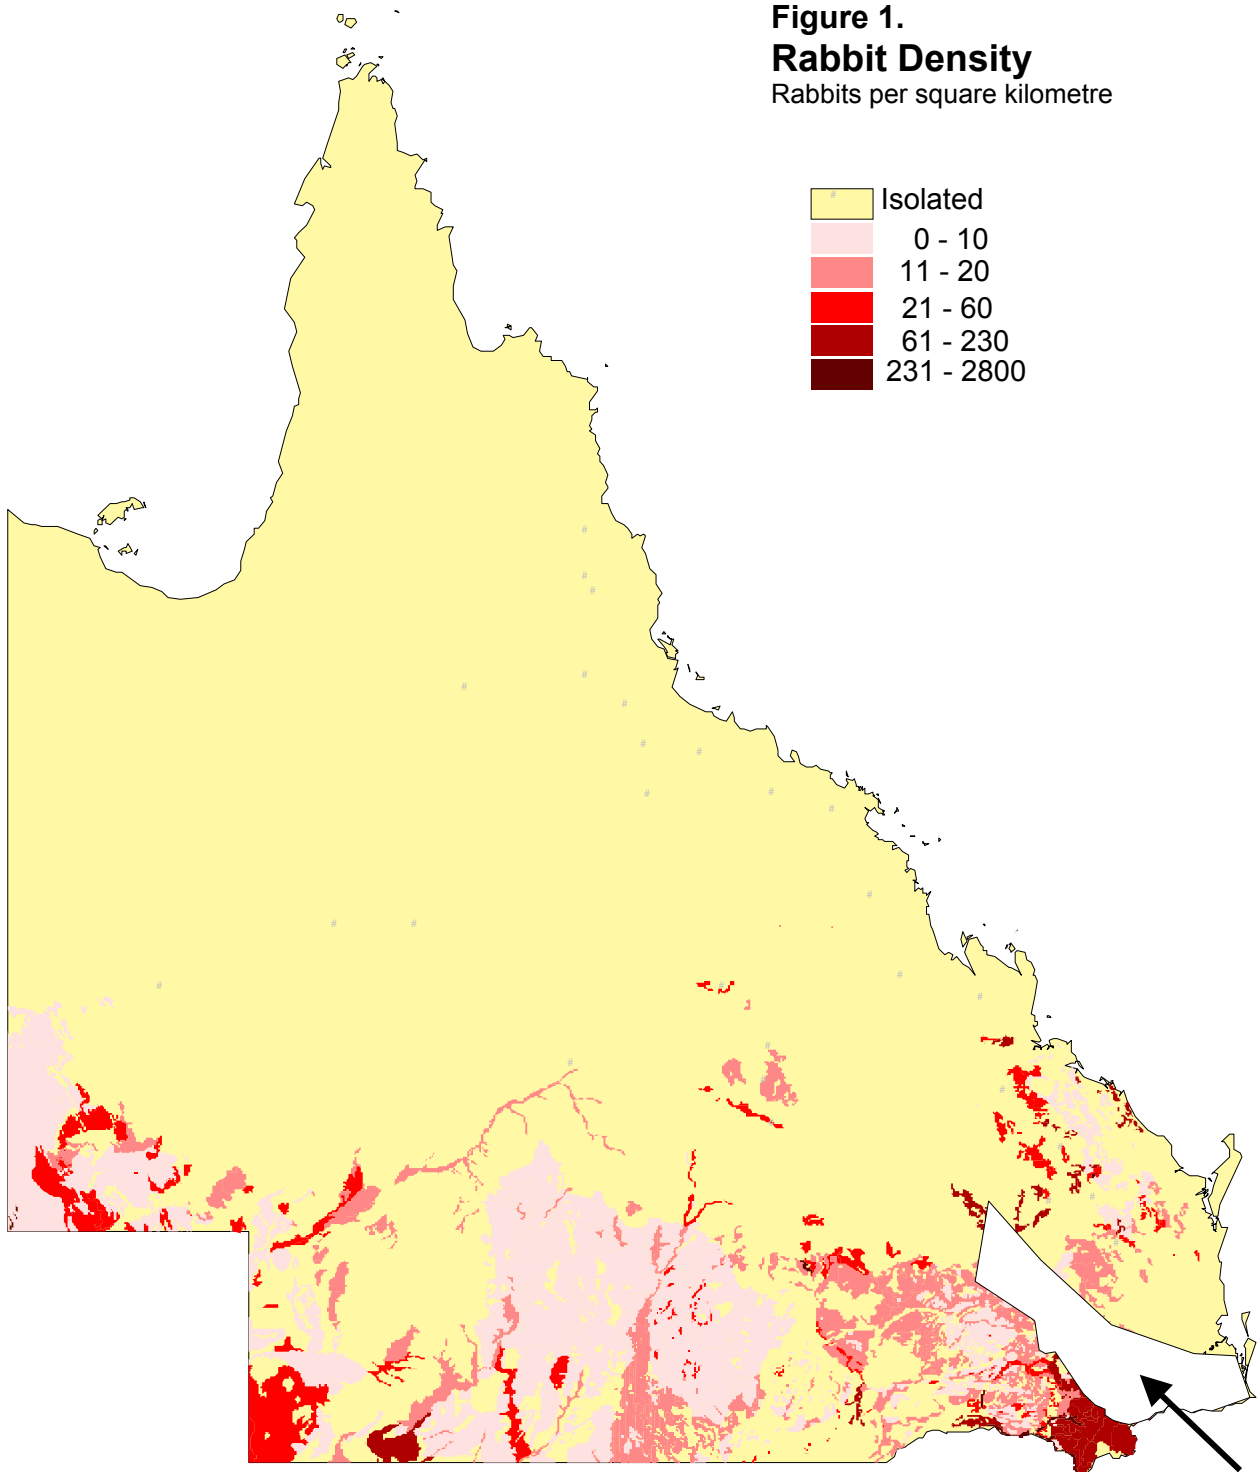 Figure 1.
Rabbit Density
Rabbits per square kilometre
# Isolated
0 - 10
11 - 20
21 - 60
61 - 230
231 - 2800